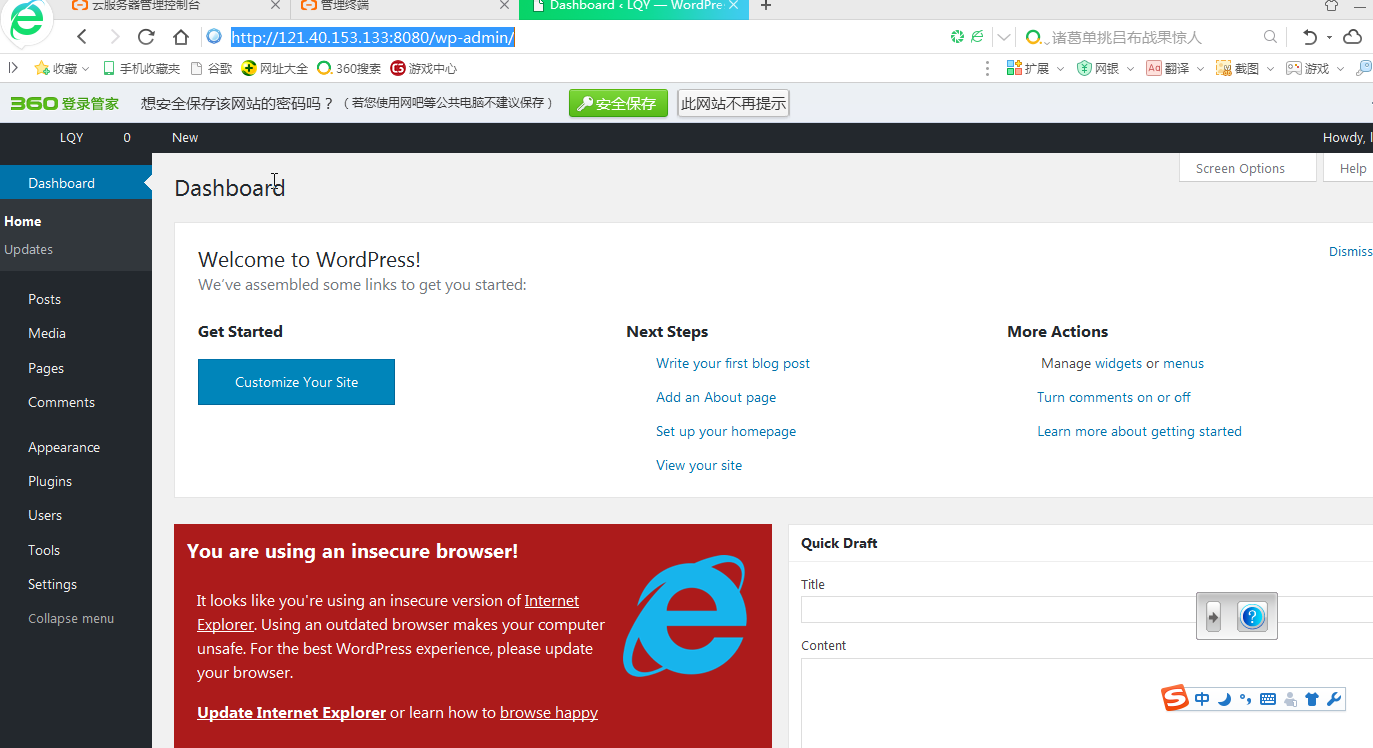 云服务器管理控制台
管理终端
Dashboard ‹ LQY — WordPre
http://121.40.153.133:8080/wp-admin/
诸葛单挑吕布战果惊人
收藏 手机收藏夹 谷歌 网址大全 360搜索 游戏中心
扩展 网银 Aa 翻译 截图 游戏
360登录管家 想安全保存该网站的密码吗？（若您使用网吧等公共电脑不建议保存） 安全保存 此网站不再提示
LQY 0 New Howdy, l
Dashboard
Home
Updates
Posts
Media
Pages
Comments
Appearance
Plugins
Users
Tools
Settings
Collapse menu
Screen Options Help
Dashboard
Welcome to WordPress!
We've assembled some links to get you started:
Dismiss
Get Started
Customize Your Site
Next Steps
Write your first blog post
Add an About page
Set up your homepage
View your site
More Actions
Manage widgets or menus
Turn comments on or off
Learn more about getting started
You are using an insecure browser!
It looks like you're using an insecure version of Internet
Explorer. Using an outdated browser makes your computer
unsafe. For the best WordPress experience, please update
your browser.
Update Internet Explorer or learn how to browse happy
Quick Draft
Title
Content
中